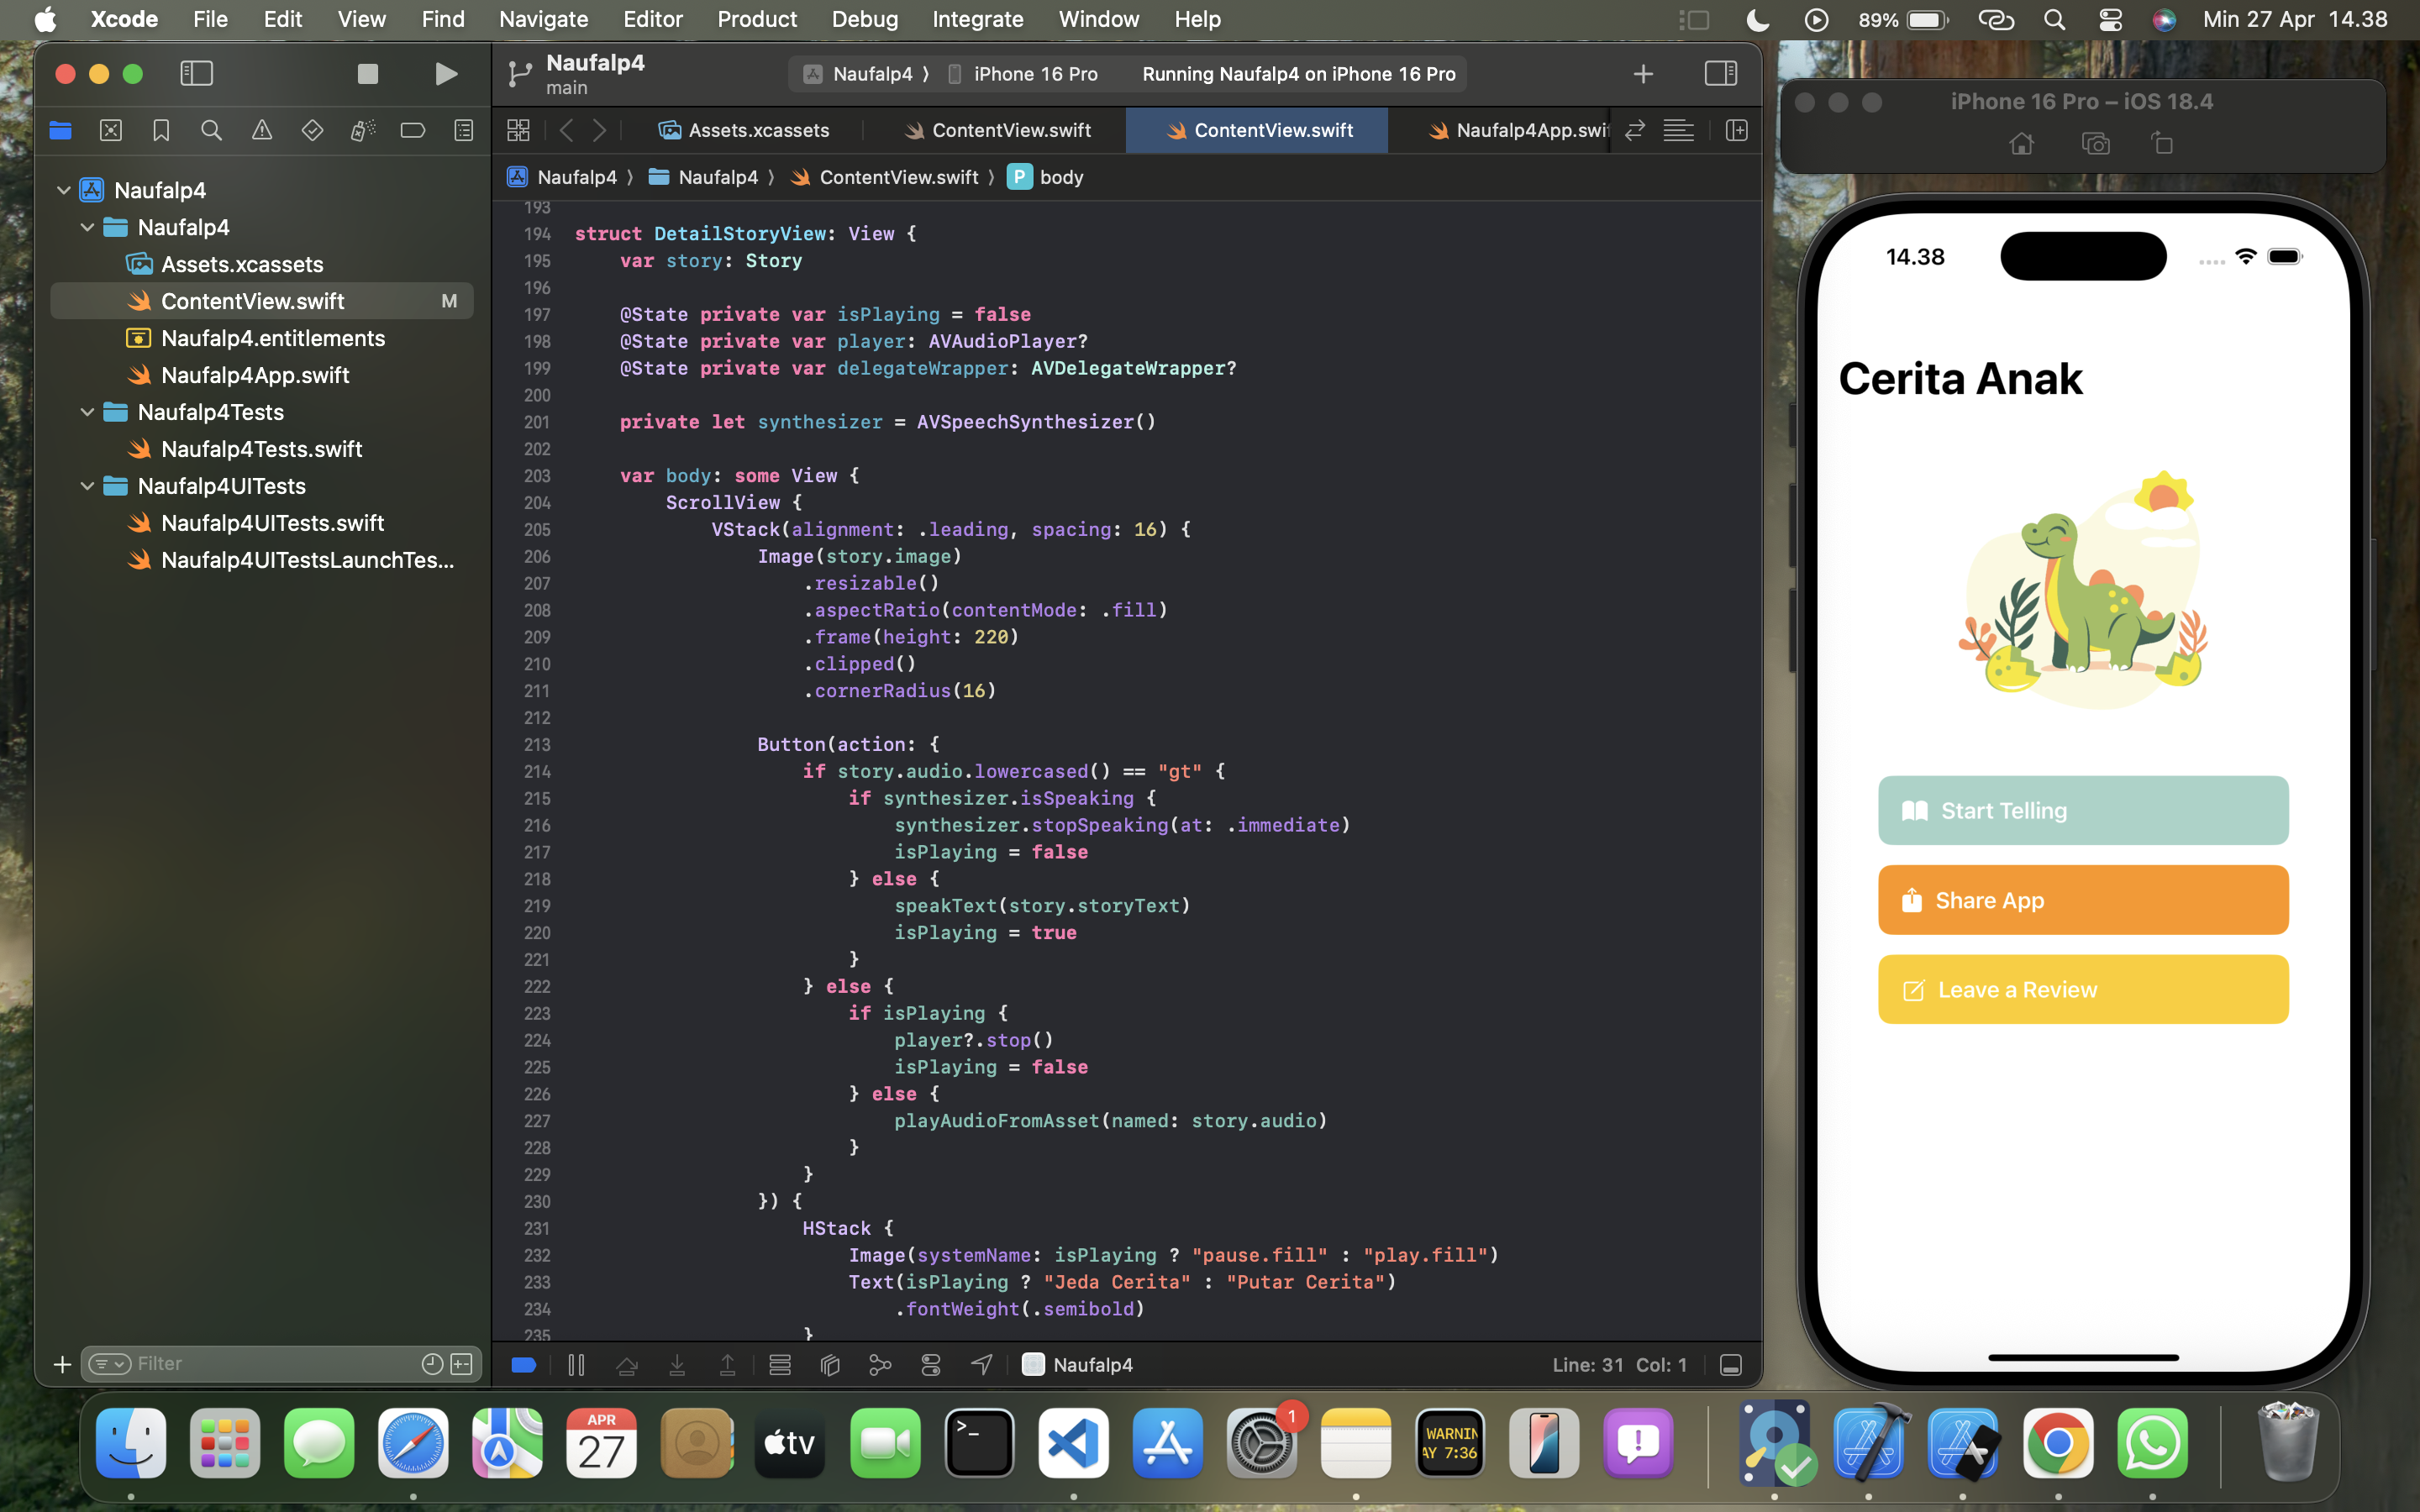 Xcode File Edit View Find Navigate Editor Product Debug Integrate Window Help 89% Min 27 Apr 14.38
Naufalp4
main
Naufalp4 iPhone 16 Pro Running Naufalp4 on iPhone 16 Pro
Assets.xcassets ContentView.swift ContentView.swift Naufalp4App.swif
Naufalp4 Naufalp4 ContentView.swift P body
Naufalp4
Naufalp4
Assets.xcassets
ContentView.swift M
Naufalp4.entitlements
Naufalp4App.swift
Naufalp4Tests
Naufalp4Tests.swift
Naufalp4UITests
Naufalp4UITests.swift
Naufalp4UITestsLaunchTes...
Filter
193
194 struct DetailStoryView: View {
195 var story: Story
196
197 @State private var isPlaying = false
198 @State private var player: AVAudioPlayer?
199 @State private var delegateWrapper: AVDelegateWrapper?
200
201 private let synthesizer = AVSpeechSynthesizer()
202
203 var body: some View {
204 ScrollView {
205 VStack(alignment: .leading, spacing: 16) {
206 Image(story.image)
207 .resizable()
208 .aspectRatio(contentMode: .fill)
209 .frame(height: 220)
210 .clipped()
211 .cornerRadius(16)
212
213 Button(action: {
214 if story.audio.lowercased() == "gt" {
215 if synthesizer.isSpeaking {
216 synthesizer.stopSpeaking(at: .immediate)
217 isPlaying = false
218 } else {
219 speakText(story.storyText)
220 isPlaying = true
221 }
222 } else {
223 if isPlaying {
224 player?.stop()
225 isPlaying = false
226 } else {
227 playAudioFromAsset(named: story.audio)
228 }
229 }
230 }) {
231 HStack {
232 Image(systemName: isPlaying ? "pause.fill" : "play.fill")
233 Text(isPlaying ? "Jeda Cerita" : "Putar Cerita")
234 .fontWeight(.semibold)
235 }
Naufalp4 Line: 31 Col: 1
iPhone 16 Pro – iOS 18.4
14.38
Cerita Anak
Start Telling
Share App
Leave a Review
APR
27
tv
>_
1
WARNIN
AY 7:36